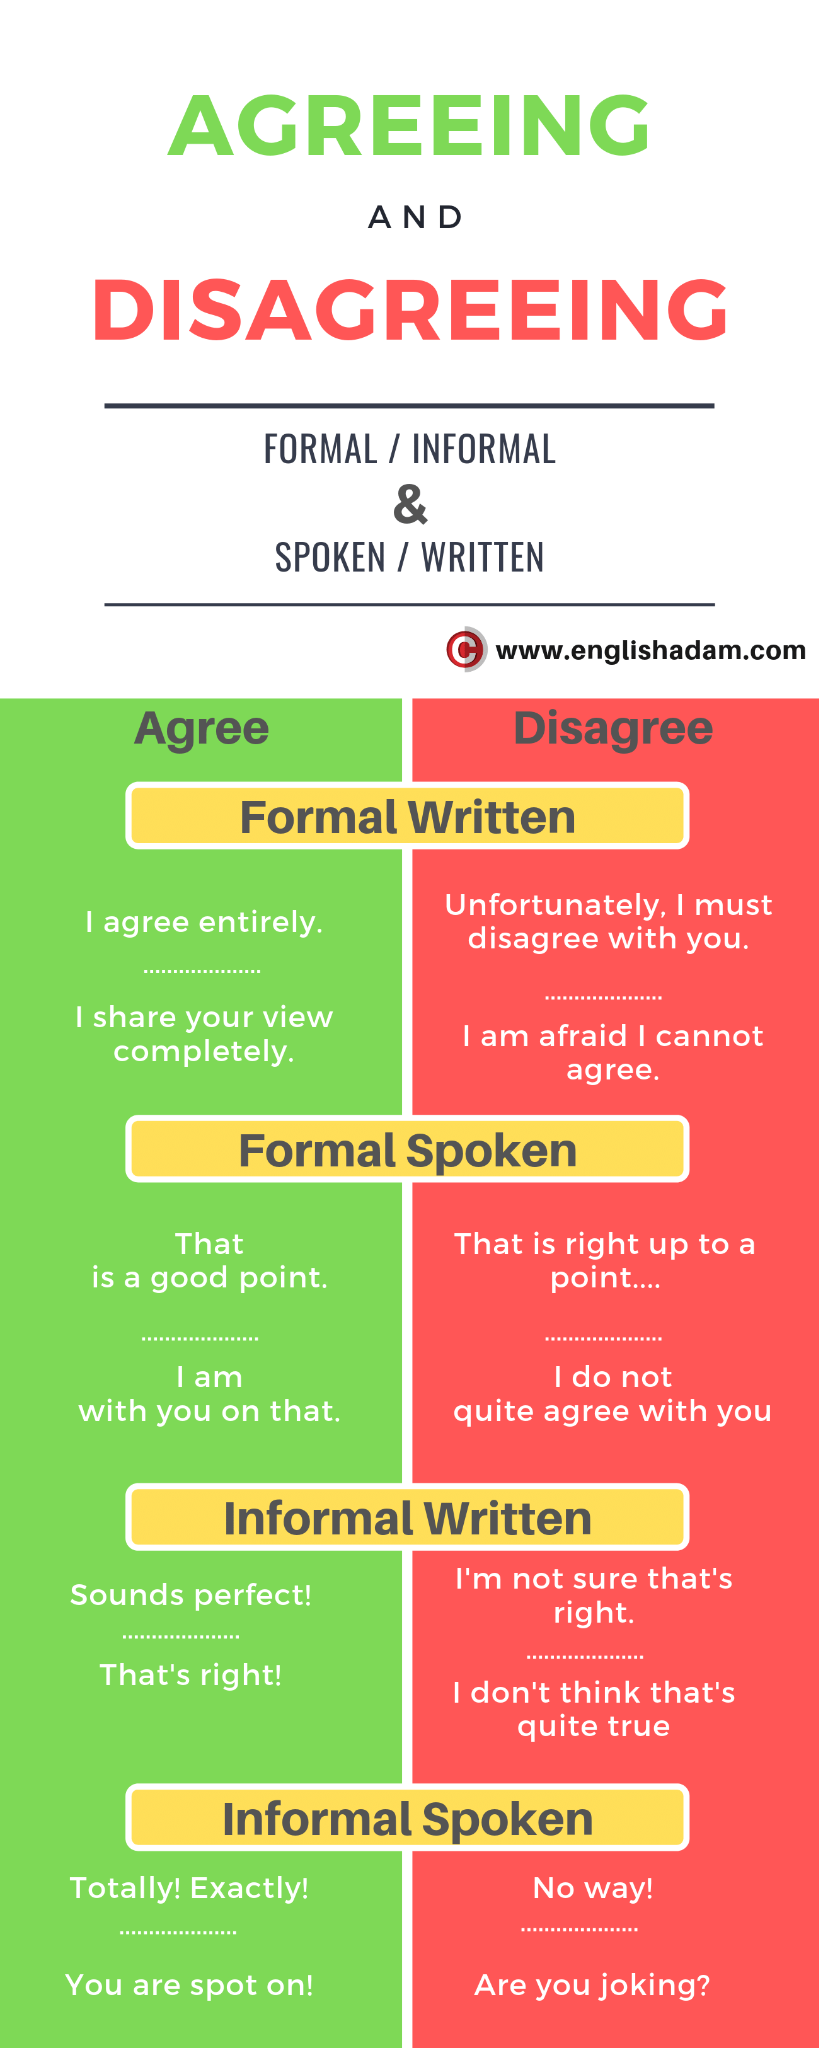 AGREEING
AND
DISAGREEING
FORMAL / INFORMAL
&
SPOKEN / WRITTEN
© www.englishadam.com
Agree
Disagree
Formal Written
I agree entirely.
....................
I share your view
completely.
Unfortunately, I must
disagree with you.
....................
I am afraid I cannot
agree.
Formal Spoken
That
is a good point.
....................
I am
with you on that.
That is right up to a
point....
....................
I do not
quite agree with you
Informal Written
Sounds perfect!
....................
That's right!
I'm not sure that's
right.
....................
I don't think that's
quite true
Informal Spoken
Totally! Exactly!
....................
You are spot on!
No way!
....................
Are you joking?